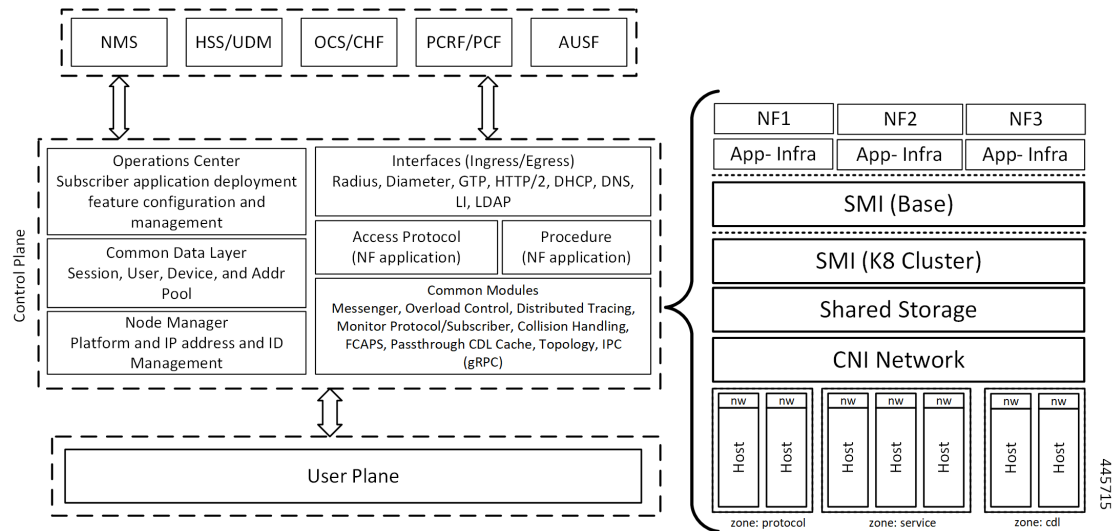 NMS
HSS/UDM
OCS/CHF
PCRF/PCF
AUSF
Control Plane
Operations Center
Subscriber application deployment
feature configuration and
management
Common Data Layer
Session, User, Device, and Addr
Pool
Node Manager
Platform and IP address and ID
Management
Interfaces (Ingress/Egress)
Radius, Diameter, GTP, HTTP/2, DHCP, DNS,
LI, LDAP
Access Protocol
(NF application)
Procedure
(NF application)
Common Modules
Messenger, Overload Control, Distributed Tracing,
Monitor Protocol/Subscriber, Collision Handling,
FCAPS, Passthrough CDL Cache, Topology, IPC
(gRPC)
User Plane
NF1
NF2
NF3
App- Infra
App- Infra
App- Infra
SMI (Base)
SMI (K8 Cluster)
Shared Storage
CNI Network
nw
nw
nw
nw
nw
nw
nw
Host
Host
Host
Host
Host
Host
Host
zone: protocol
zone: service
zone: cdl
445715